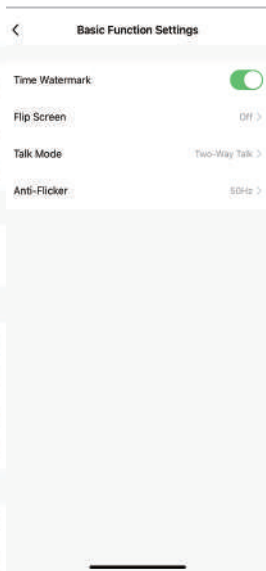 Basic Function Settings
Time Watermark
Flip Screen Off
Talk Mode Two-Way Talk
Anti-Flicker 50Hz